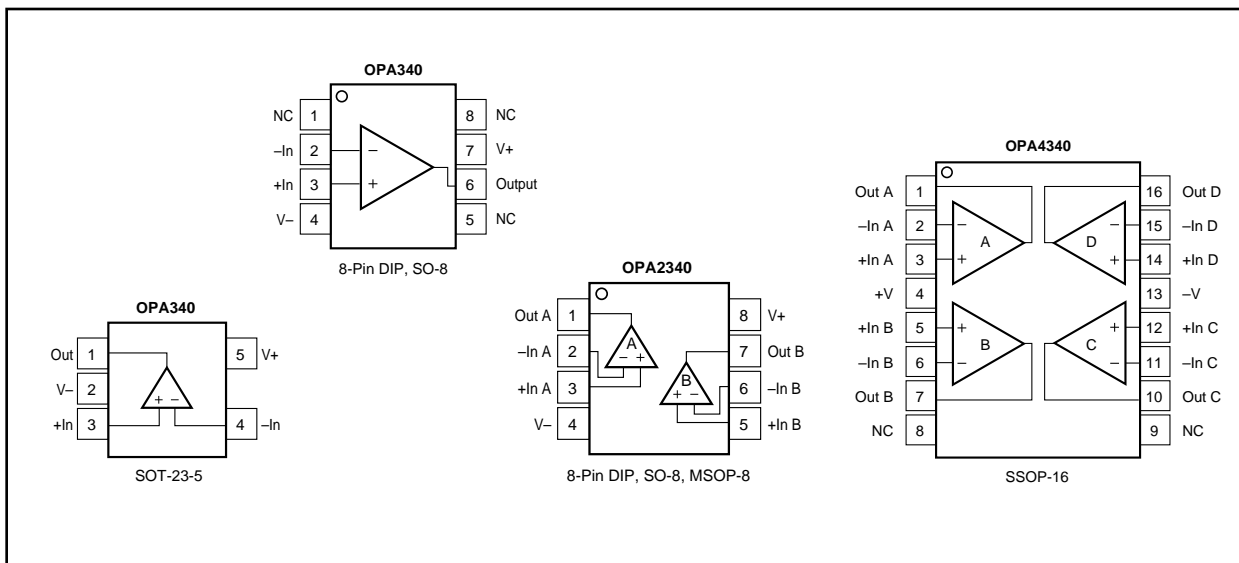 OPA340
NC 1 8 NC
–In 2 − 7 V+
+In 3 + 6 Output
V– 4 5 NC
8-Pin DIP, SO-8
OPA340
Out 1 5 V+
V– 2
+In 3 + − 4 –In
SOT-23-5
OPA2340
Out A 1 8 V+
–In A 2 A − + 7 Out B
+In A 3 B + − 6 –In B
V– 4 5 +In B
8-Pin DIP, SO-8, MSOP-8
OPA4340
Out A 1 16 Out D
–In A 2 − A D − 15 –In D
+In A 3 + + 14 +In D
+V 4 13 –V
+In B 5 + + 12 +In C
–In B 6 − B C − 11 –In C
Out B 7 10 Out C
NC 8 9 NC
SSOP-16